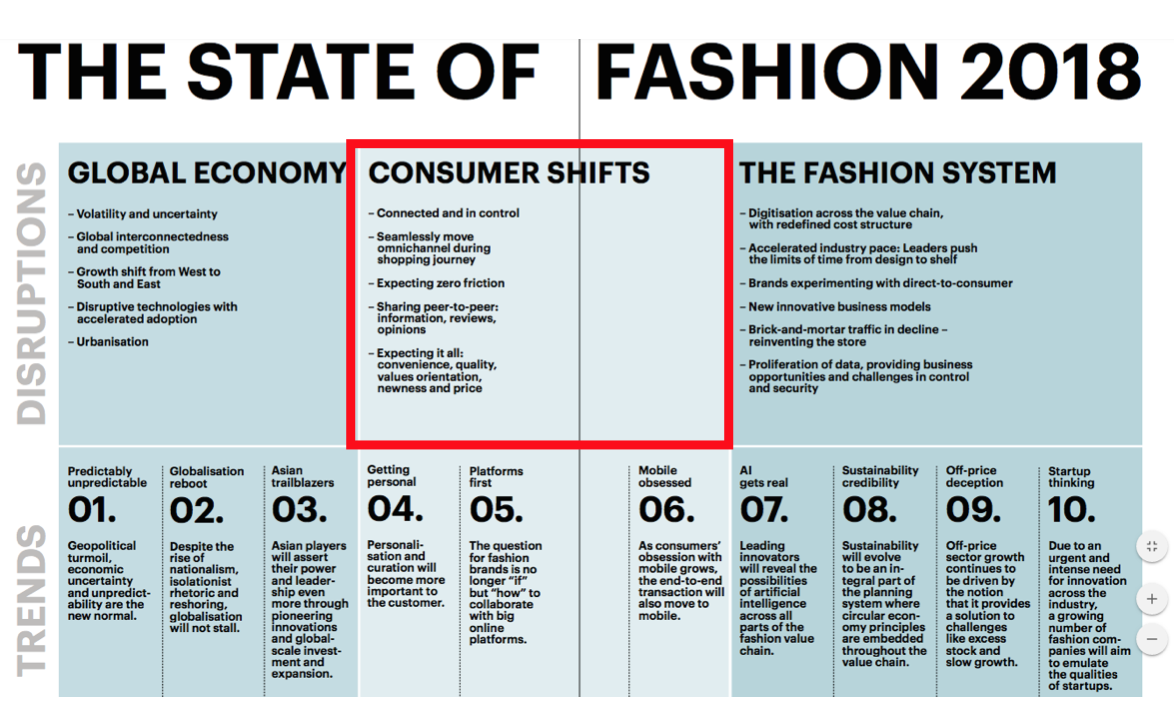 THE STATE OF FASHION 2018
DISRUPTIONS
GLOBAL ECONOMY
– Volatility and uncertainty
– Global interconnectedness
and competition
– Growth shift from West to
South and East
– Disruptive technologies with
accelerated adoption
– Urbanisation
CONSUMER SHIFTS
– Connected and in control
– Seamlessly move
omnichannel during
shopping journey
– Expecting zero friction
– Sharing peer-to-peer:
information, reviews,
opinions
– Expecting it all:
convenience, quality,
values orientation,
newness and price
THE FASHION SYSTEM
– Digitisation across the value chain,
with redefined cost structure
– Accelerated industry pace: Leaders push
the limits of time from design to shelf
– Brands experimenting with direct-to-consumer
– New innovative business models
– Brick-and-mortar traffic in decline –
reinventing the store
– Proliferation of data, providing business
opportunities and challenges in control
and security
TRENDS
Predictably
unpredictable
01.
Geopolitical
turmoil,
economic
uncertainty
and unpredict-
ability are the
new normal.
Globalisation
reboot
02.
Despite the
rise of
nationalism,
isolationist
rhetoric and
reshoring,
globalisation
will not stall.
Asian
trailblazers
03.
Asian players
will assert
their power
and leader-
ship even
more through
pioneering
innovations
and global-
scale invest-
ment and
expansion.
Getting
personal
04.
Personali-
sation and
curation will
become more
important to
the customer.
Platforms
first
05.
The question
for fashion
brands is no
longer “if”
but “how” to
collaborate
with big
online
platforms.
Mobile
obsessed
06.
As consumers’
obsession with
mobile grows,
the end-to-end
transaction will
also move to
mobile.
AI
gets real
07.
Leading
innovators
will reveal the
possibilities
of artificial
intelligence
across all
parts of the
fashion value
chain.
Sustainability
credibility
08.
Sustainability
will evolve
to be an in-
tegral part of
the planning
system where
circular econ-
omy principles
are embedded
throughout the
value chain.
Off-price
deception
09.
Off-price
sector growth
continues to
be driven by
the notion
that it provides
a solution to
challenges
like excess
stock and
slow growth.
Startup
thinking
10.
Due to an
urgent and
intense need
for innovation
across the
industry,
a growing
number of
fashion com-
panies will aim
to emulate
the qualities
of startups.